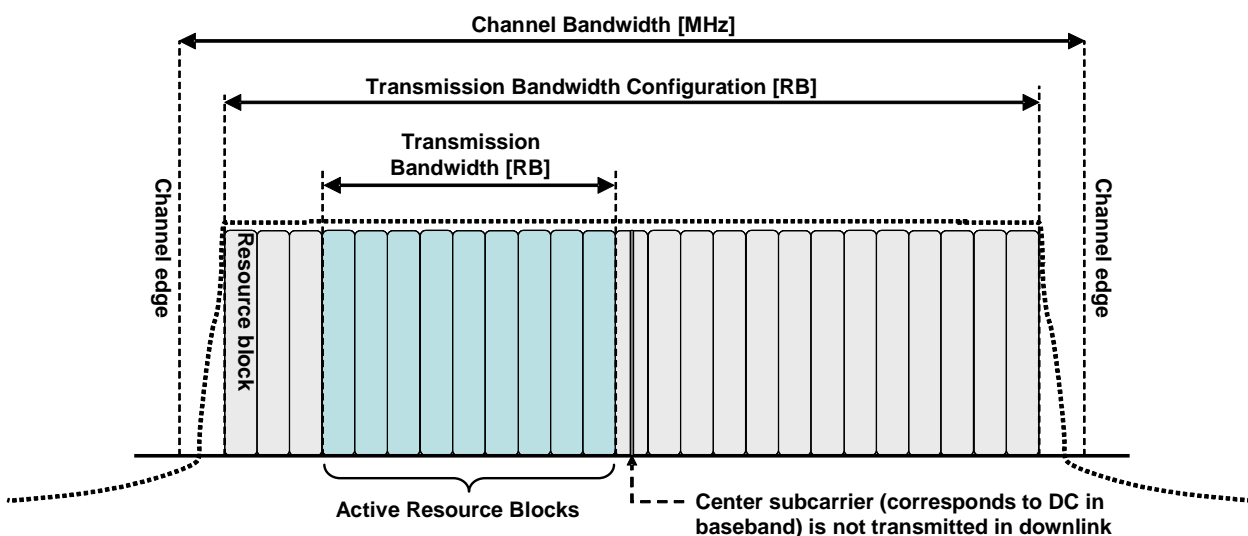 Channel Bandwidth [MHz]
Transmission Bandwidth Configuration [RB]
Transmission
Bandwidth [RB]
Channel edge
Channel edge
Resource block
Active Resource Blocks
Center subcarrier (corresponds to DC in
baseband) is not transmitted in downlink